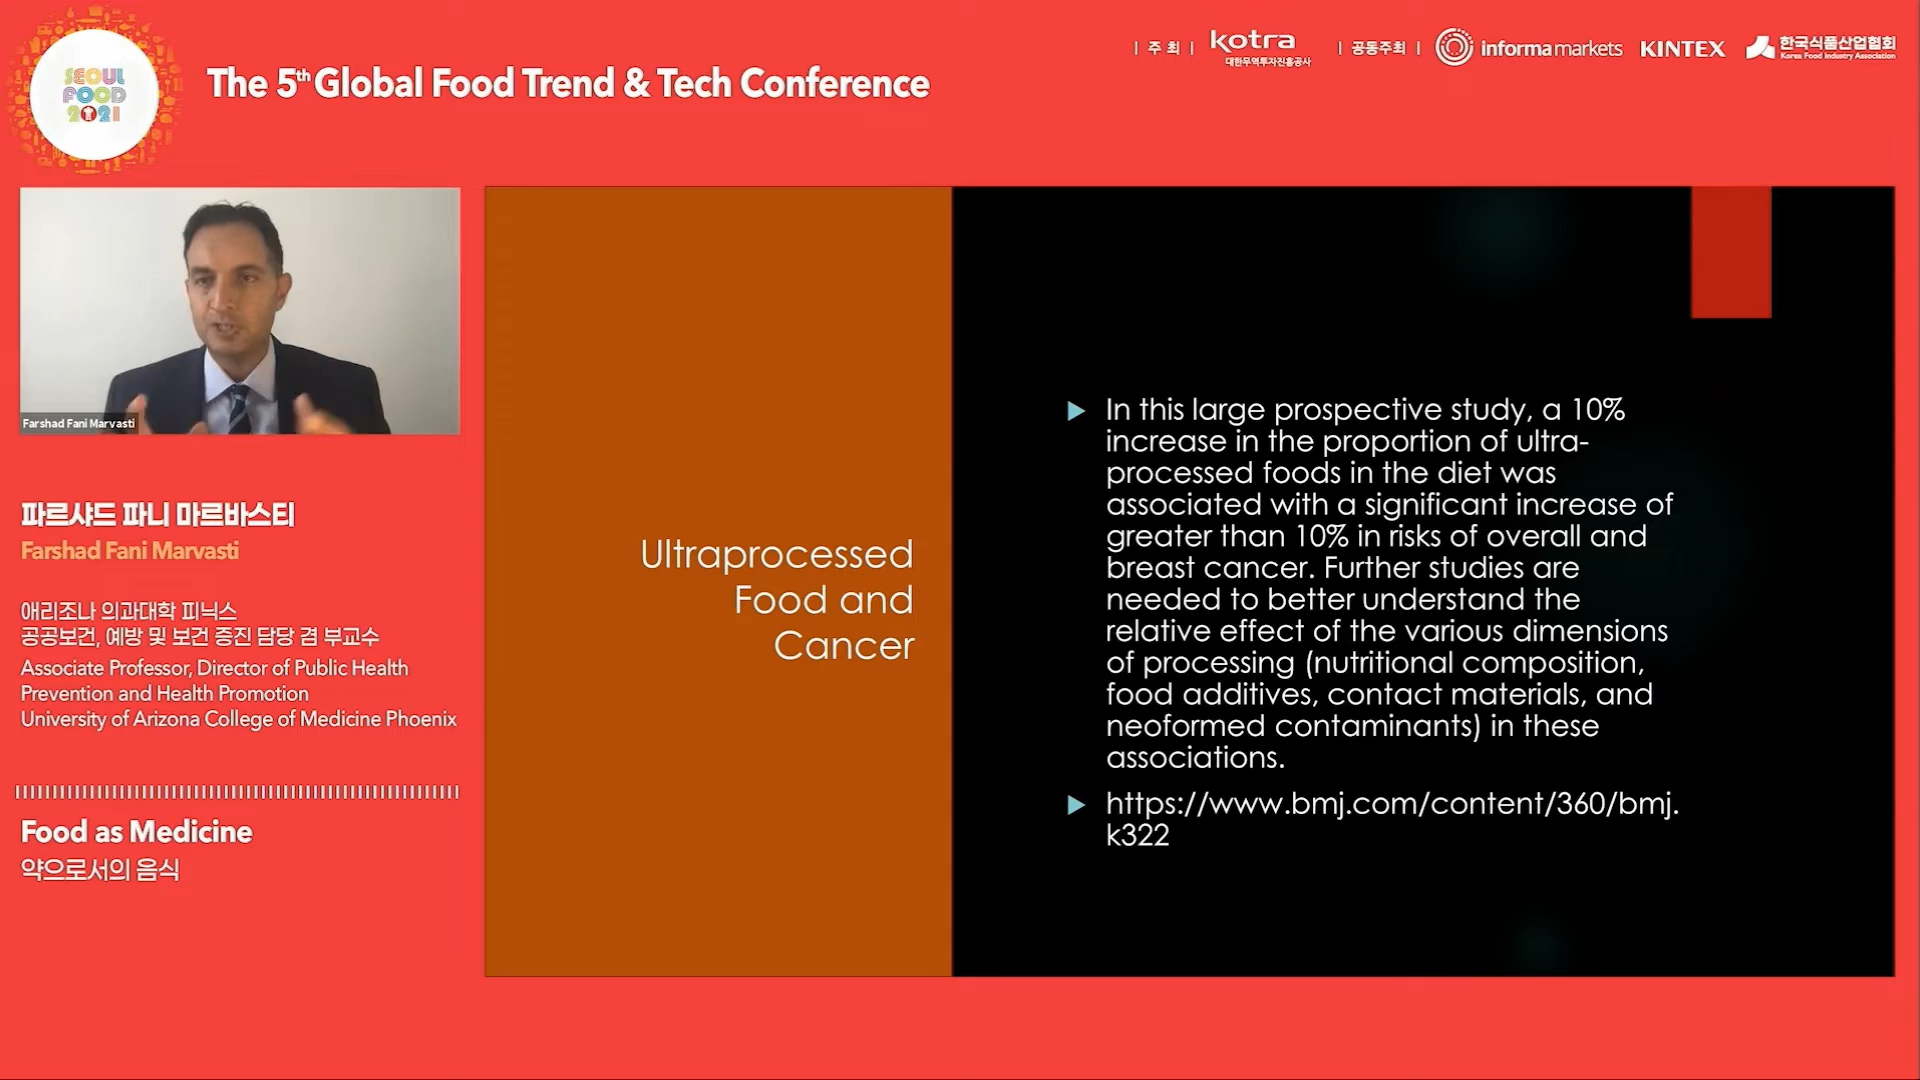 SEOUL
FOOD
2021
The 5th Global Food Trend & Tech Conference
| 주 최 |
kotra
대한무역투자진흥공사
| 공동주최 |
informa markets
KINTEX
한국식품산업협회
Korea Food Industry Association
Farshad Fani Marvasti
파르샤드 파니 마르바스티
Farshad Fani Marvasti
애리조나 의과대학 피닉스
공공보건, 예방 및 보건 증진 담당 겸 부교수
Associate Professor, Director of Public Health
Prevention and Health Promotion
University of Arizona College of Medicine Phoenix
Food as Medicine
약으로서의 음식
Ultraprocessed
Food and
Cancer
In this large prospective study, a 10%
increase in the proportion of ultra-
processed foods in the diet was
associated with a significant increase of
greater than 10% in risks of overall and
breast cancer. Further studies are
needed to better understand the
relative effect of the various dimensions
of processing (nutritional composition,
food additives, contact materials, and
neoformed contaminants) in these
associations.
https://www.bmj.com/content/360/bmj.
k322